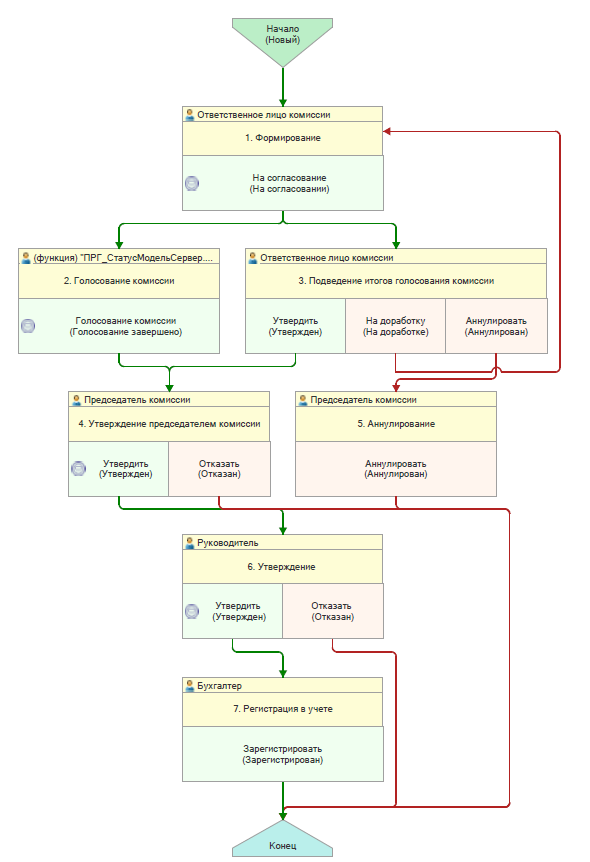 Начало
(Новый)
Ответственное лицо комиссии
1. Формирование
На согласование
(На согласовании)
(функция) "ПРГ_СтатусМодельСервер....
2. Голосование комиссии
Голосование комиссии
(Голосование завершено)
Ответственное лицо комиссии
3. Подведение итогов голосования комиссии
Утвердить
(Утвержден)
На доработку
(На доработке)
Аннулировать
(Аннулирован)
Председатель комиссии
4. Утверждение председателем комиссии
Утвердить
(Утвержден)
Отказать
(Отказан)
Председатель комиссии
5. Аннулирование
Аннулировать
(Аннулирован)
Руководитель
6. Утверждение
Утвердить
(Утвержден)
Отказать
(Отказан)
Бухгалтер
7. Регистрация в учете
Зарегистрировать
(Зарегистрирован)
Конец